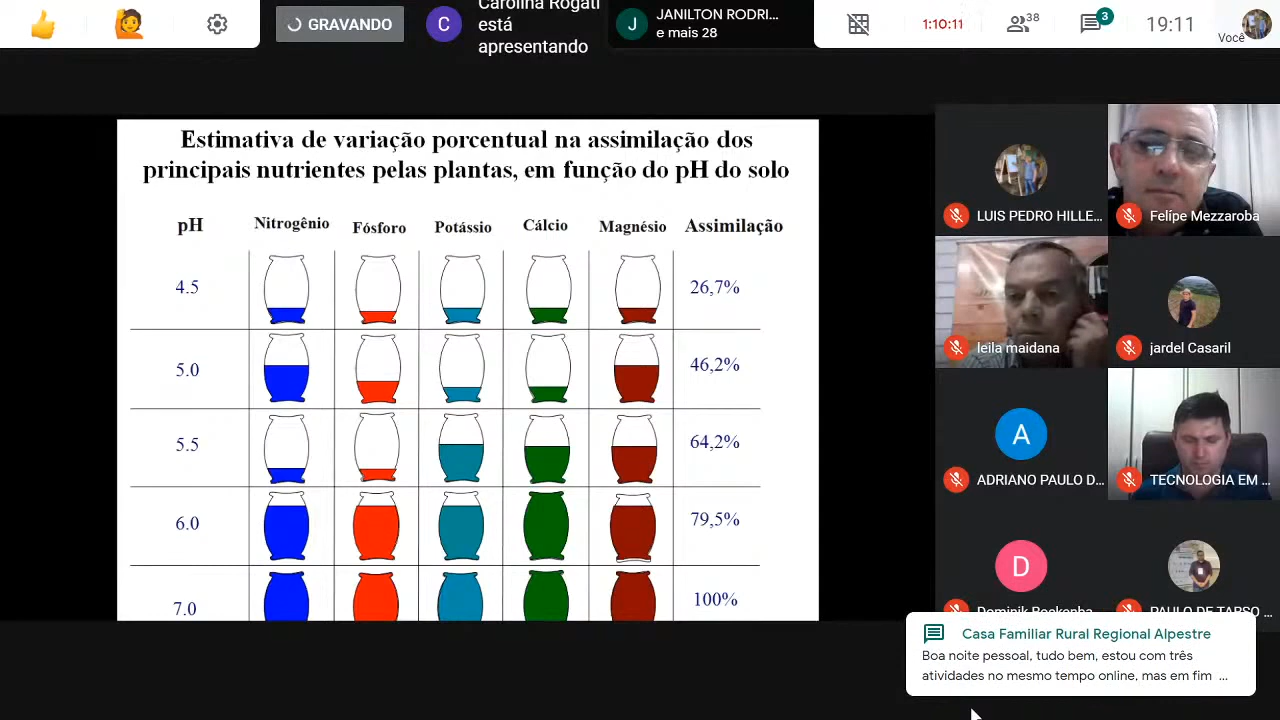 GRAVANDO
C
Carolina Rogati
está
apresentando
J
JANILTON RODRI...
e mais 28
1:10:11
38
3
19:11
Você
Estimativa de variação porcentual na assimilação dos
principais nutrientes pelas plantas, em função do pH do solo
pH Nitrogênio Fósforo Potássio Cálcio Magnésio Assimilação
4.5 26,7%
5.0 46,2%
5.5 64,2%
6.0 79,5%
7.0 100%
LUIS PEDRO HILLE...
Felípe Mezzaroba
leila maidana
jardel Casaril
A
ADRIANO PAULO D...
TECNOLOGIA EM ...
D
PAULO DE TARSO ...
Casa Familiar Rural Regional Alpestre
Boa noite pessoal, tudo bem, estou com três
atividades no mesmo tempo online, mas em fim ...